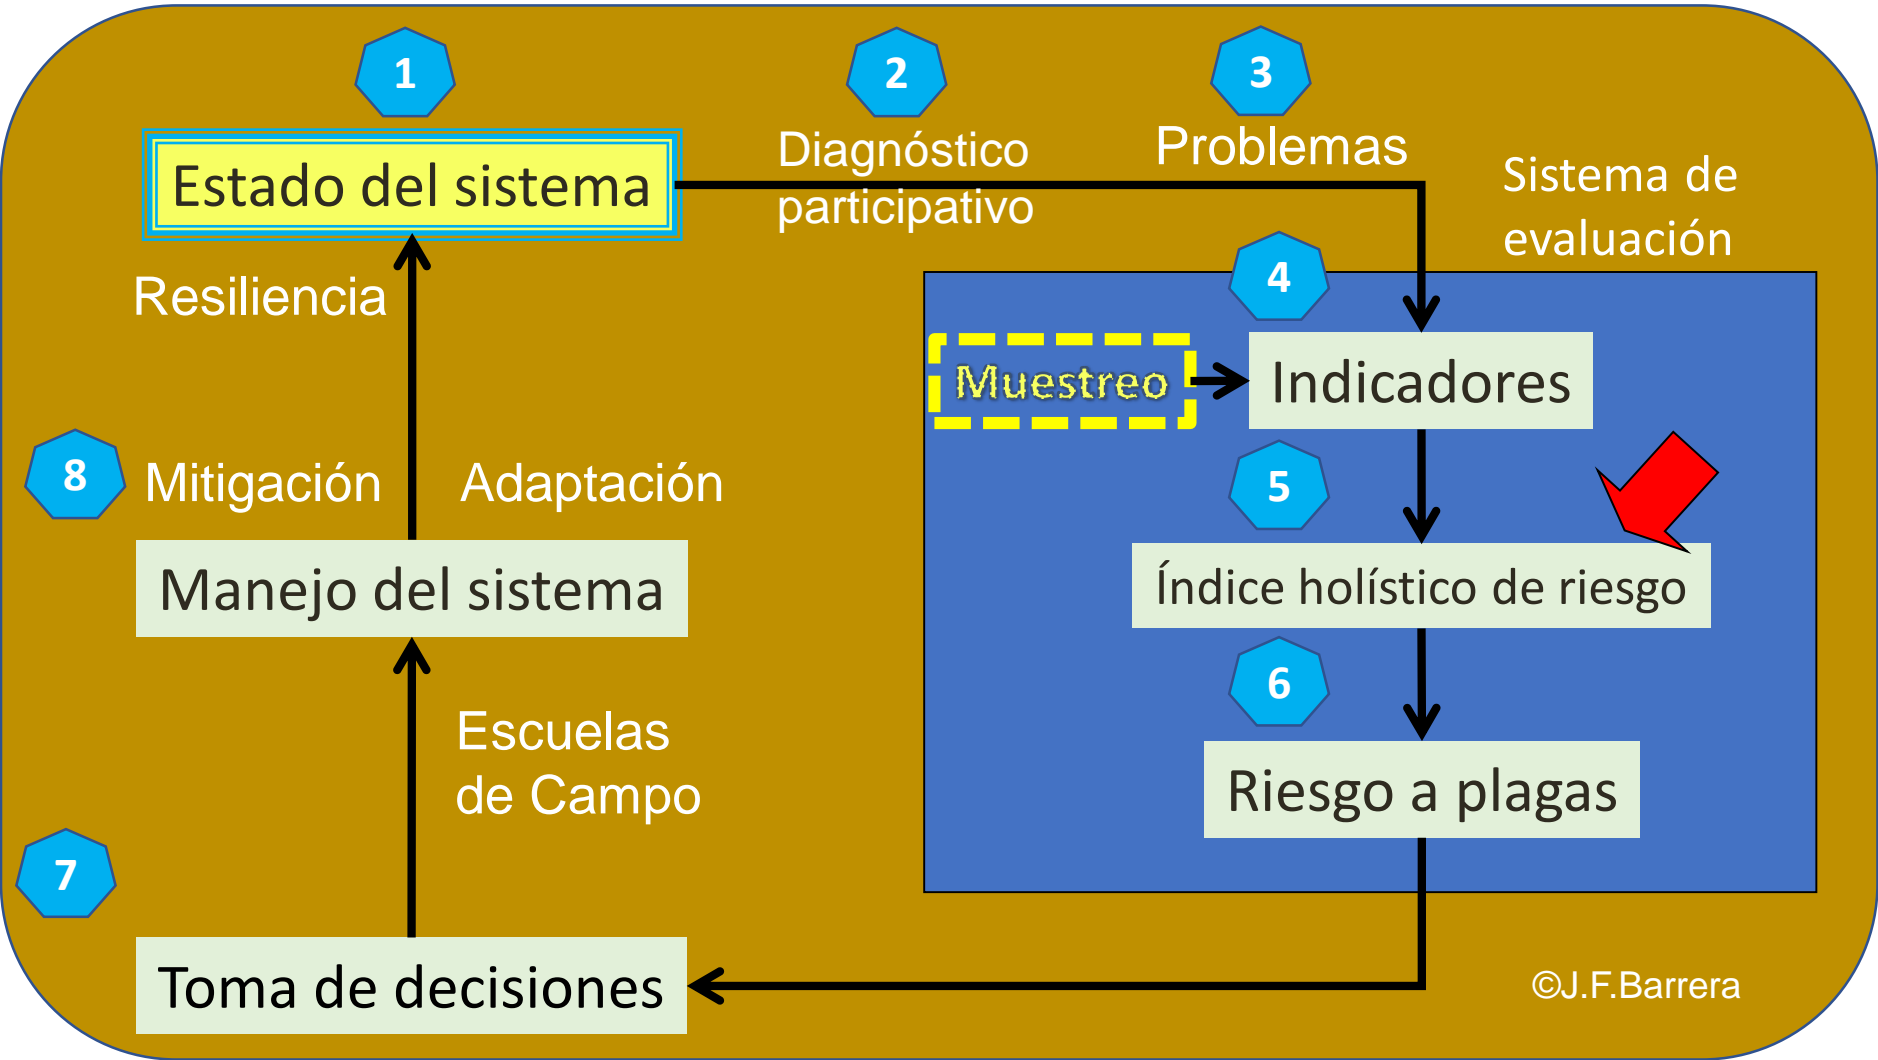 1
2
3
Estado del sistema
Diagnóstico
participativo
Problemas
Sistema de
evaluación
Resiliencia
4
Muestreo
Indicadores
8
Mitigación
Adaptación
5
Manejo del sistema
Índice holístico de riesgo
6
Escuelas
de Campo
Riesgo a plagas
7
Toma de decisiones
©J.F.Barrera